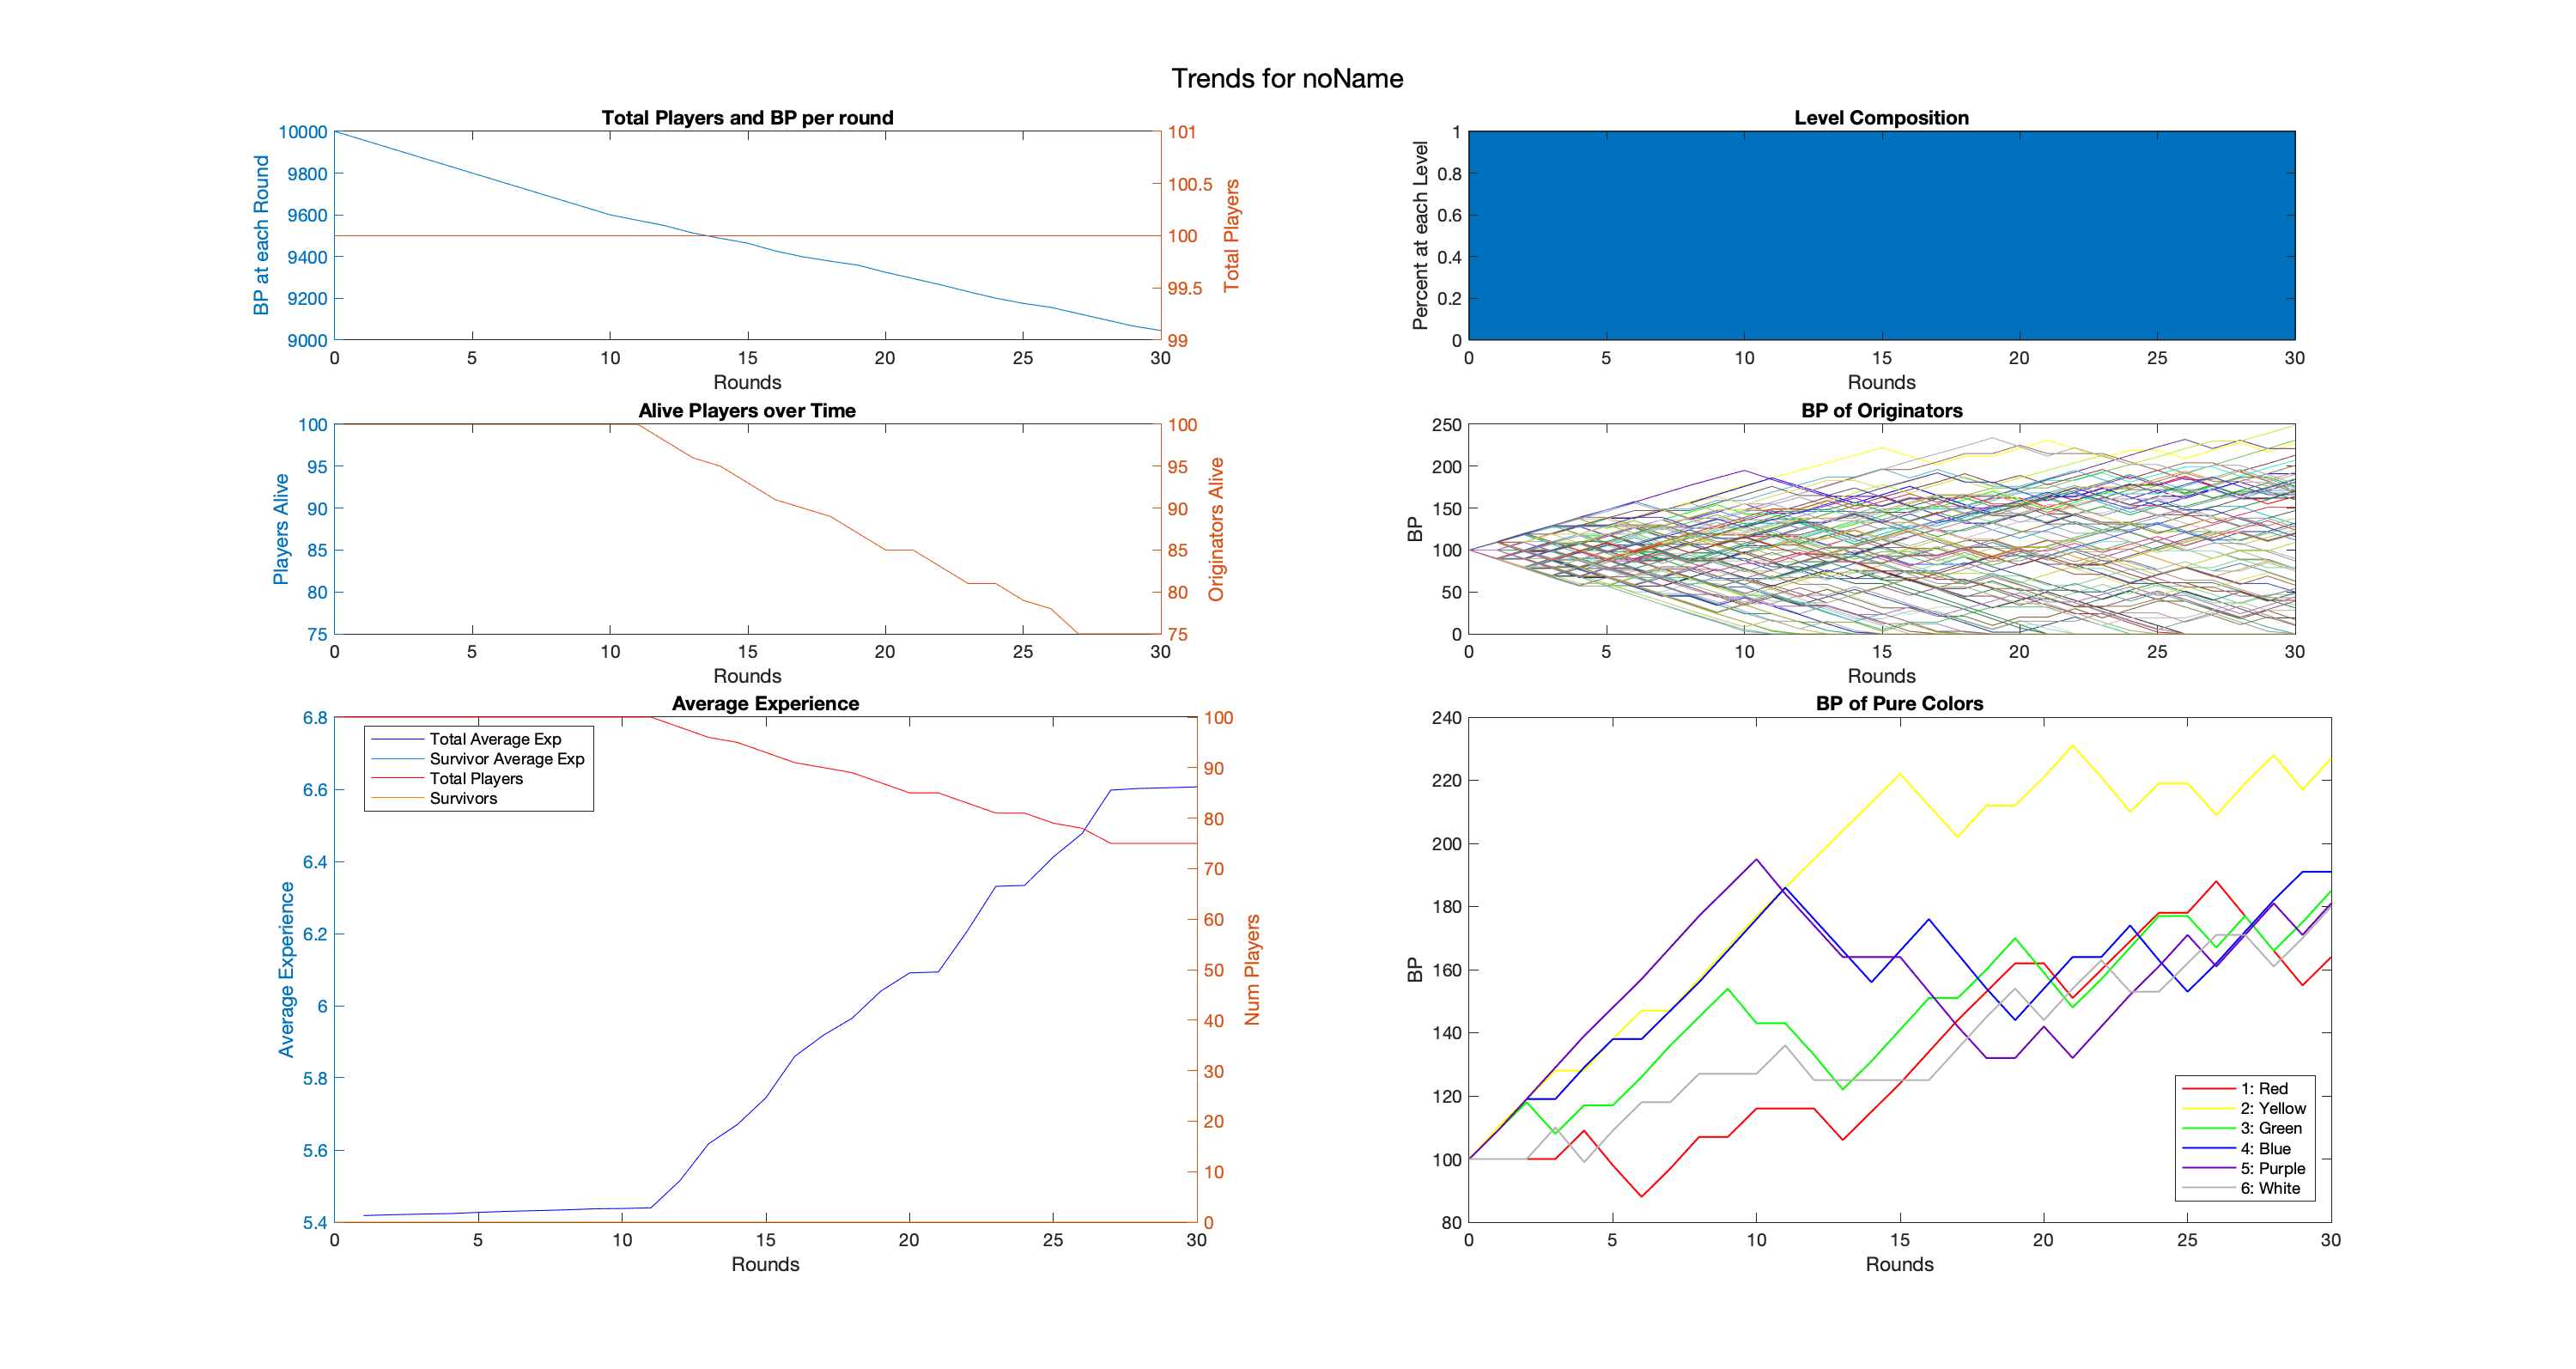 Trends for noName
Total Players and BP per round
BP at each Round
10000
9800
9600
9400
9200
9000
101
100.5
100
99.5
99
Total Players
0 5 10 15 20 25 30
Rounds
Level Composition
Percent at each Level
1
0.8
0.6
0.4
0.2
0
0 5 10 15 20 25 30
Rounds
Alive Players over Time
Players Alive
100
95
90
85
80
75
100
95
90
85
80
75
Originators Alive
0 5 10 15 20 25 30
Rounds
BP of Originators
BP
250
200
150
100
50
0
0 5 10 15 20 25 30
Rounds
Average Experience
Average Experience
6.8
6.6
6.4
6.2
6
5.8
5.6
5.4
Total Average Exp
Survivor Average Exp
Total Players
Survivors
100
90
80
70
60
50
40
30
20
10
0
Num Players
0 5 10 15 20 25 30
Rounds
BP of Pure Colors
BP
240
220
200
180
160
140
120
100
80
1: Red
2: Yellow
3: Green
4: Blue
5: Purple
6: White
0 5 10 15 20 25 30
Rounds